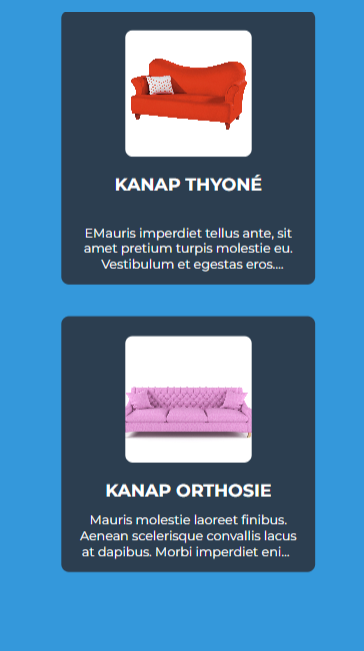 KANAP THYONÉ
EMauris imperdiet tellus ante, sit
amet pretium turpis molestie eu.
Vestibulum et egestas eros....
KANAP ORTHOSIE
Mauris molestie laoreet finibus.
Aenean scelerisque convallis lacus
at dapibus. Morbi imperdiet eni...